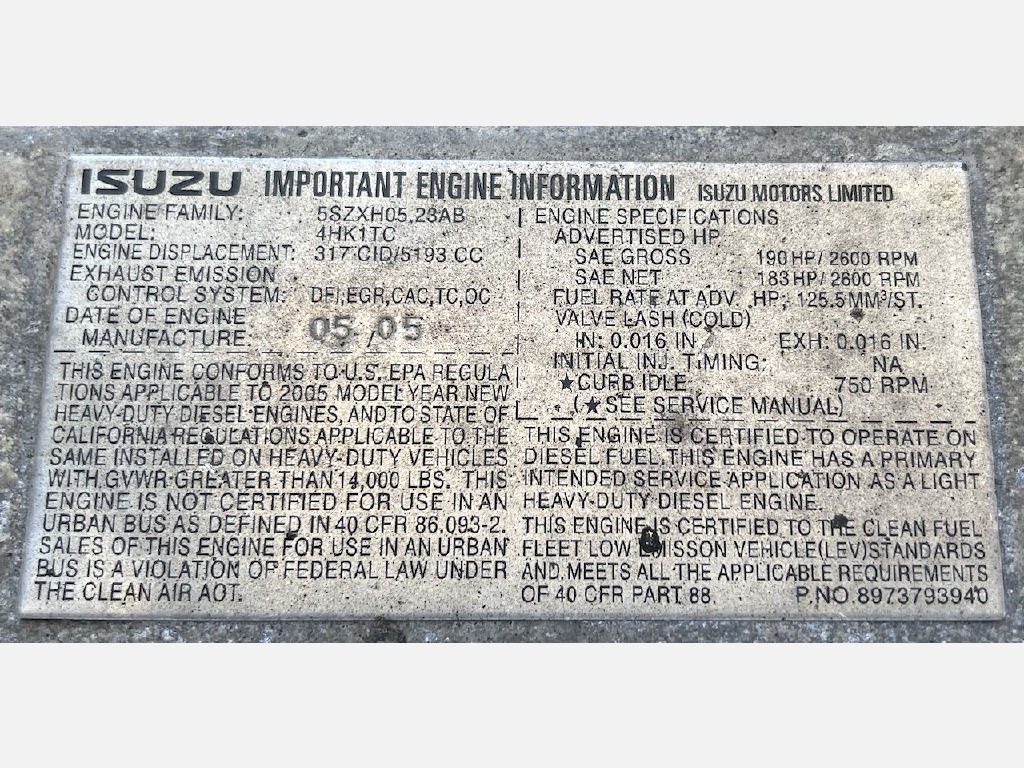 ISUZU IMPORTANT ENGINE INFORMATION ISUZU MOTORS LIMITED
ENGINE FAMILY: 5SZXH05.23AB
MODEL: 4HK1TC
ENGINE DISPLACEMENT: 317 CID/5193 CC
EXHAUST EMISSION
CONTROL SYSTEM: DFI,EGR,CAC,TC,OC
DATE OF ENGINE
MANUFACTURE 05/05
THIS ENGINE CONFORMS TO U.S. EPA REGULA
TIONS APPLICABLE TO 2005 MODEL YEAR NEW
HEAVY-DUTY DIESEL ENGINES, AND TO STATE OF
CALIFORNIA REGULATIONS APPLICABLE TO THE
SAME INSTALLED ON HEAVY-DUTY VEHICLES
WITH GVWR GREATER THAN 14,000 LBS. THIS
ENGINE IS NOT CERTIFIED FOR USE IN AN
URBAN BUS AS DEFINED IN 40 CFR 86.093-2.
SALES OF THIS ENGINE FOR USE IN AN URBAN
BUS IS A VIOLATION OF FEDERAL LAW UNDER
THE CLEAN AIR ACT.
ENGINE SPECIFICATIONS
ADVERTISED HP
SAE GROSS 190 HP/2600 RPM
SAE NET 183 HP/2600 RPM
FUEL RATE AT ADV. HP: 125.5 MM³/ST.
VALVE LASH (COLD)
IN: 0.016 IN. EXH: 0.016 IN.
INITIAL INJ. TIMING: NA
★CURB IDLE 750 RPM
(★SEE SERVICE MANUAL)
THIS ENGINE IS CERTIFIED TO OPERATE ON
DIESEL FUEL. THIS ENGINE HAS A PRIMARY
INTENDED SERVICE APPLICATION AS A LIGHT
HEAVY-DUTY DIESEL ENGINE.
THIS ENGINE IS CERTIFIED TO THE CLEAN FUEL
FLEET LOW EMISSON VEHICLE(LEV)STANDARDS
AND MEETS ALL THE APPLICABLE REQUIREMENTS
OF 40 CFR PART 88. P.NO.8973793940